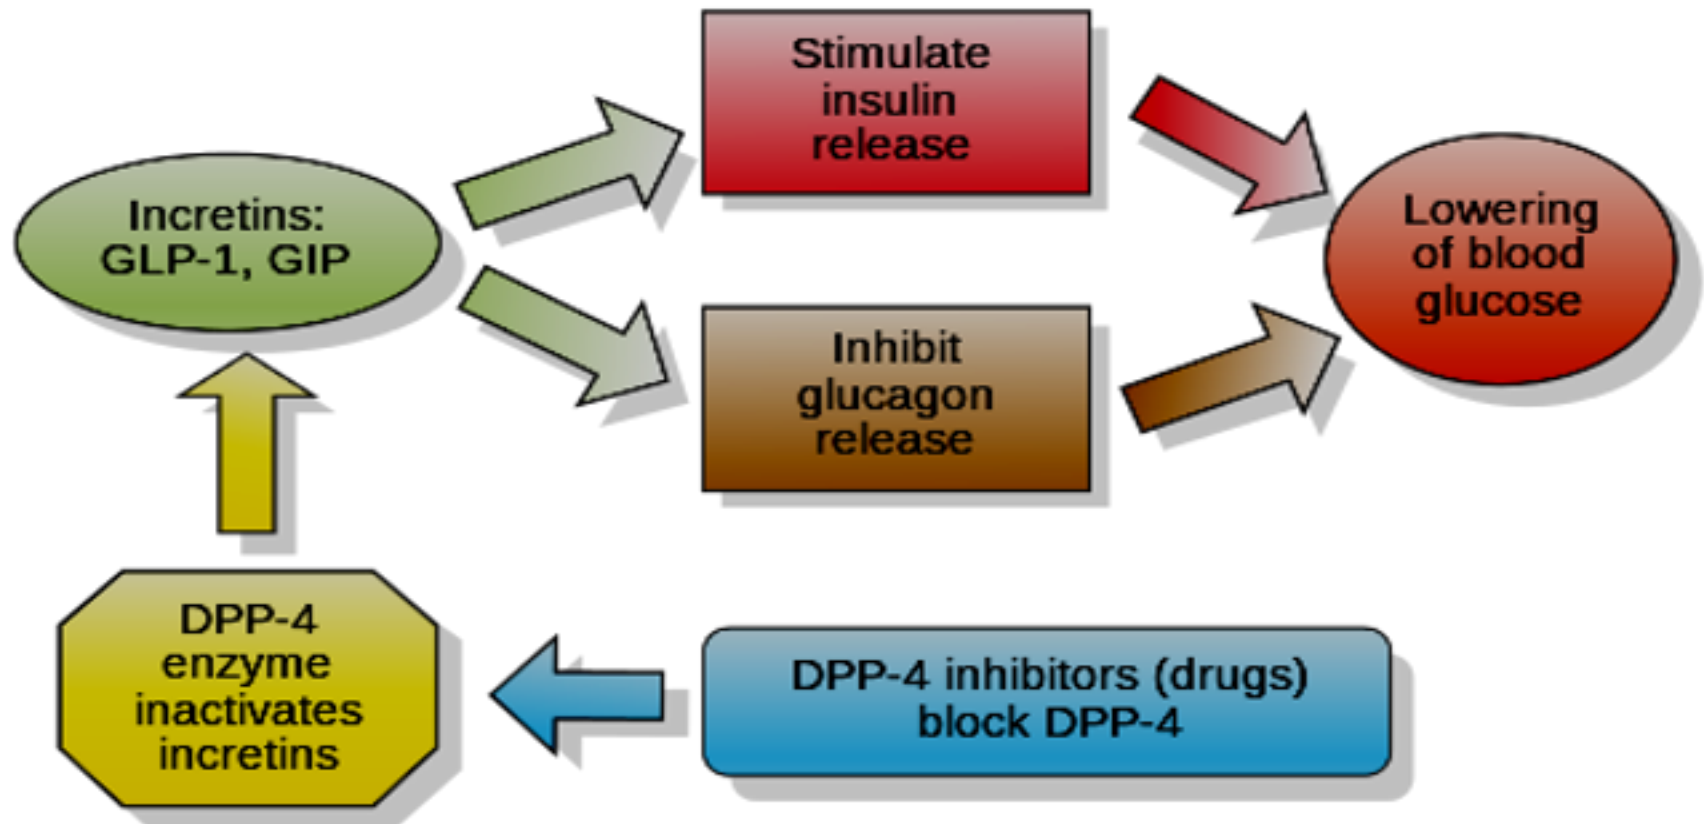 Stimulate
insulin
release
Incretins:
GLP-1, GIP
Lowering
of blood
glucose
Inhibit
glucagon
release
DPP-4
enzyme
inactivates
incretins
DPP-4 inhibitors (drugs)
block DPP-4